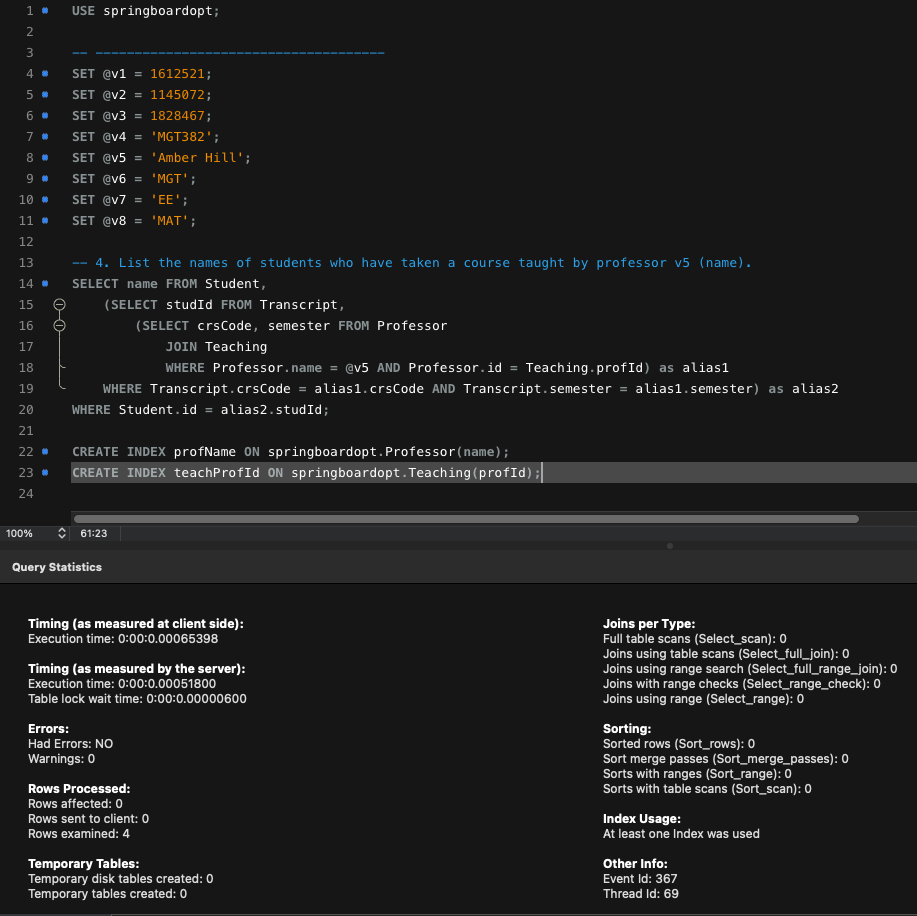 1 USE springboardopt;
2
3 -- -------------------------------------
4 SET @v1 = 1612521;
5 SET @v2 = 1145072;
6 SET @v3 = 1828467;
7 SET @v4 = 'MGT382';
8 SET @v5 = 'Amber Hill';
9 SET @v6 = 'MGT';
10 SET @v7 = 'EE';
11 SET @v8 = 'MAT';
12
13 -- 4. List the names of students who have taken a course taught by professor v5 (name).
14 SELECT name FROM Student,
15 (SELECT studId FROM Transcript,
16 (SELECT crsCode, semester FROM Professor
17 JOIN Teaching
18 WHERE Professor.name = @v5 AND Professor.id = Teaching.profId) as alias1
19 WHERE Transcript.crsCode = alias1.crsCode AND Transcript.semester = alias1.semester) as alias2
20 WHERE Student.id = alias2.studId;
21
22 CREATE INDEX profName ON springboardopt.Professor(name);
23 CREATE INDEX teachProfId ON springboardopt.Teaching(profId);
24
100% 61:23
Query Statistics
Timing (as measured at client side):
Execution time: 0:00:0.00065398
Timing (as measured by the server):
Execution time: 0:00:0.00051800
Table lock wait time: 0:00:0.00000600
Errors:
Had Errors: NO
Warnings: 0
Rows Processed:
Rows affected: 0
Rows sent to client: 0
Rows examined: 4
Temporary Tables:
Temporary disk tables created: 0
Temporary tables created: 0
Joins per Type:
Full table scans (Select_scan): 0
Joins using table scans (Select_full_join): 0
Joins using range search (Select_full_range_join): 0
Joins with range checks (Select_range_check): 0
Joins using range (Select_range): 0
Sorting:
Sorted rows (Sort_rows): 0
Sort merge passes (Sort_merge_passes): 0
Sorts with ranges (Sort_range): 0
Sorts with table scans (Sort_scan): 0
Index Usage:
At least one Index was used
Other Info:
Event Id: 367
Thread Id: 69